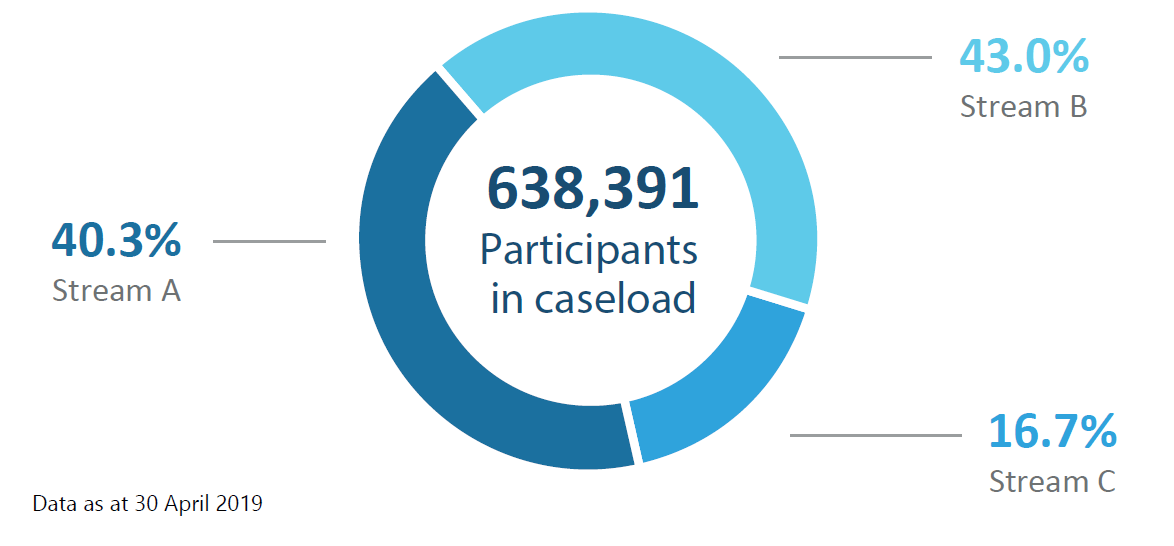 43.0%
Stream B
638,391
Participants
in caseload
40.3%
Stream A
16.7%
Stream C
Data as at 30 April 2019